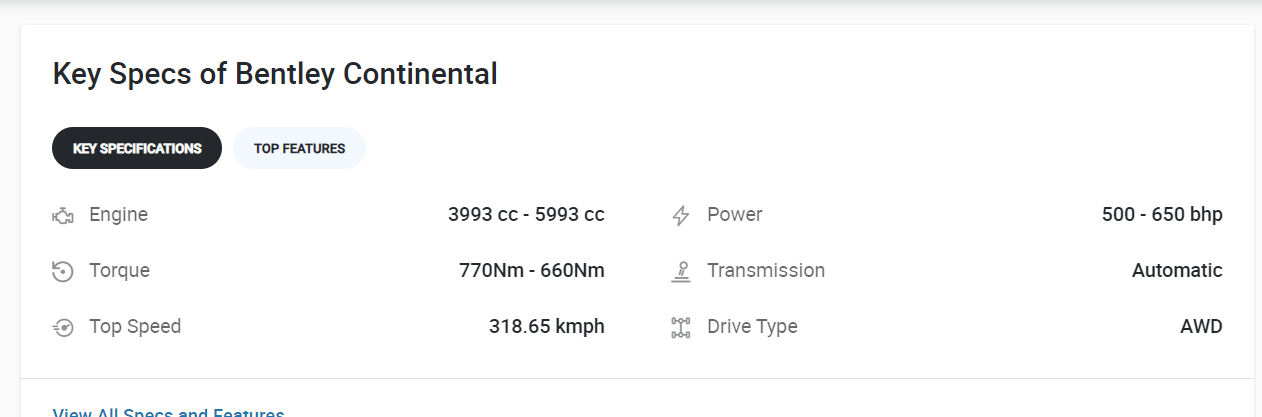 Key Specs of Bentley Continental
KEY SPECIFICATIONS TOP FEATURES
Engine 3993 cc - 5993 cc Power 500 - 650 bhp
Torque 770Nm - 660Nm Transmission Automatic
Top Speed 318.65 kmph Drive Type AWD
View All Specs and Features